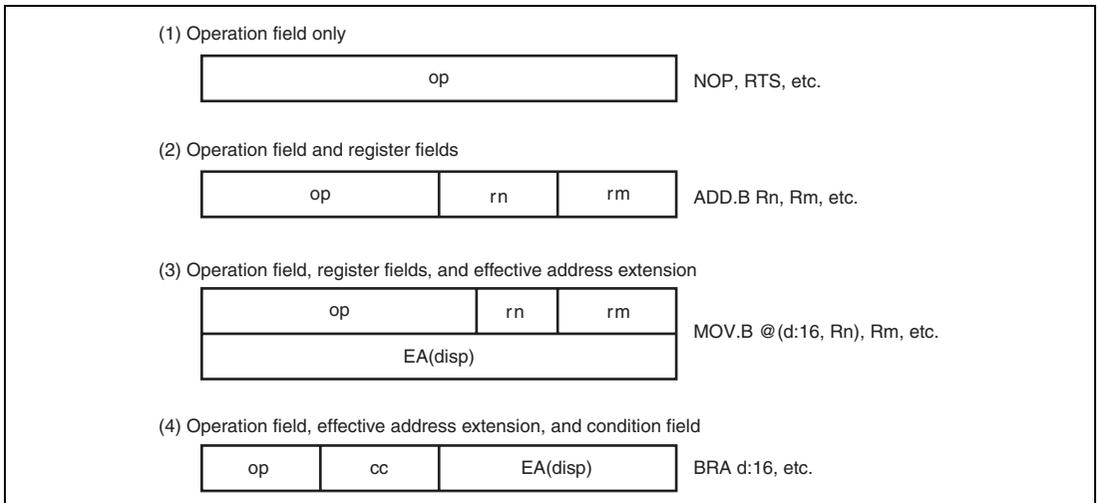 (1) Operation field only
op
NOP, RTS, etc.
(2) Operation field and register fields
op rn rm
ADD.B Rn, Rm, etc.
(3) Operation field, register fields, and effective address extension
op rn rm
EA(disp)
MOV.B @(d:16, Rn), Rm, etc.
(4) Operation field, effective address extension, and condition field
op cc EA(disp)
BRA d:16, etc.